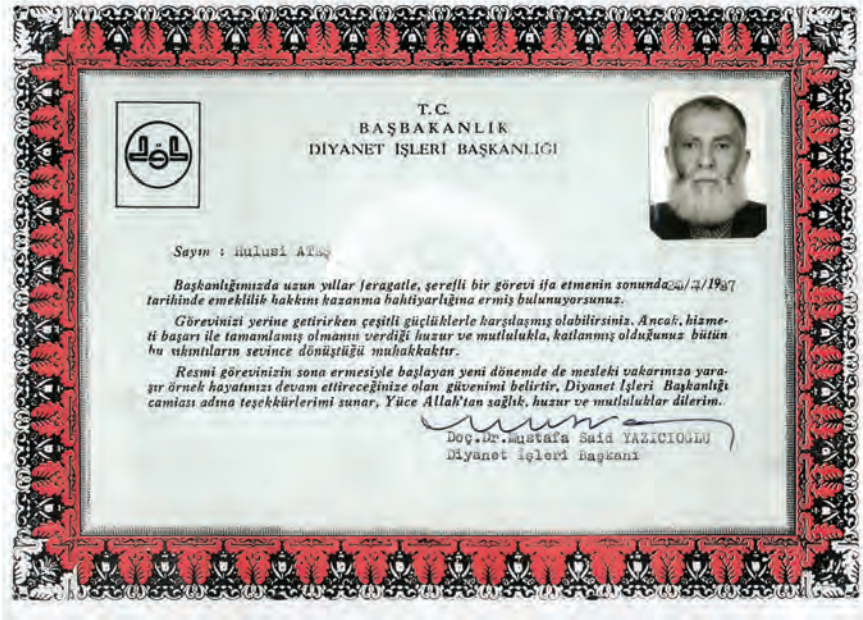 T.C.
BAŞBAKANLIK
DİYANET İŞLERİ BAŞKANLIĞI
Sayın : Hulusi ATEŞ
Başkanlığımızda uzun yıllar feragatle, şerefli bir görevi ifa etmenin sonunda /1987
tarihinde emeklilik hakkını kazanma bahtiyarlığına ermiş bulunuyorsunuz.
Görevinizi yerine getirirken çeşitli güçlüklerle karşılaşmış olabilirsiniz. Ancak, hizme-
ti başarı ile tamamlamış olmanın verdiği huzur ve mutlulukla, katlanmış olduğunuz bütün
bu sıkıntıların sevince dönüştüğü muhakkaktır.
Resmi görevinizin sona ermesiyle başlayan yeni dönemde de mesleki vakarımıza yara-
şır örnek hayatınızı devam ettireceğinize olan güvenimi belirtir, Diyanet İşleri Başkanlığı
camiası adına teşekkürlerimi sunar, Yüce Allah'tan sağlık, huzur ve mutluluklar dilerim.
Doç.Dr.Mustafa Said YAZICIOĞLU
Diyanet İşleri Başkanı